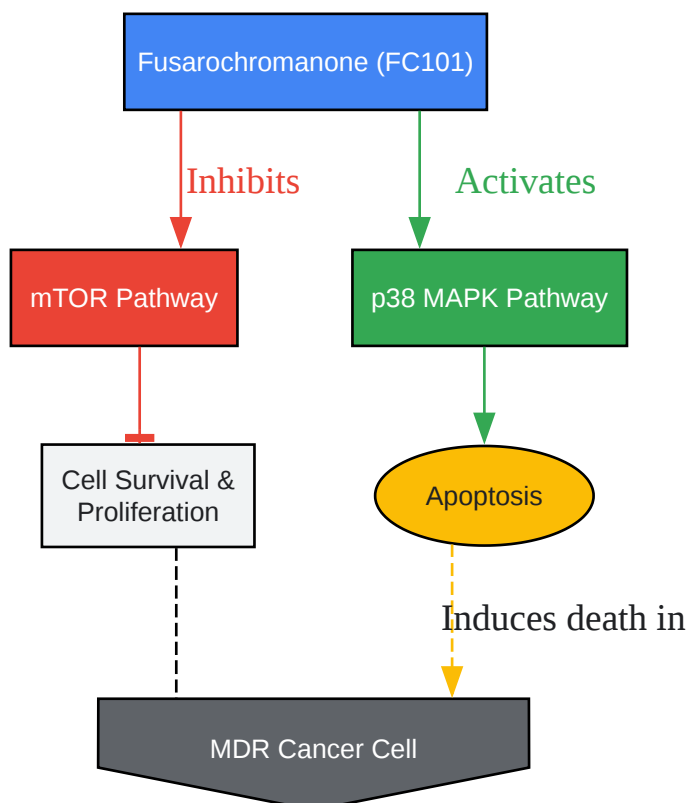 Fusarochromanone (FC101)
Inhibits
Activates
mTOR Pathway
p38 MAPK Pathway
Cell Survival &
Proliferation
Apoptosis
Induces death in
MDR Cancer Cell